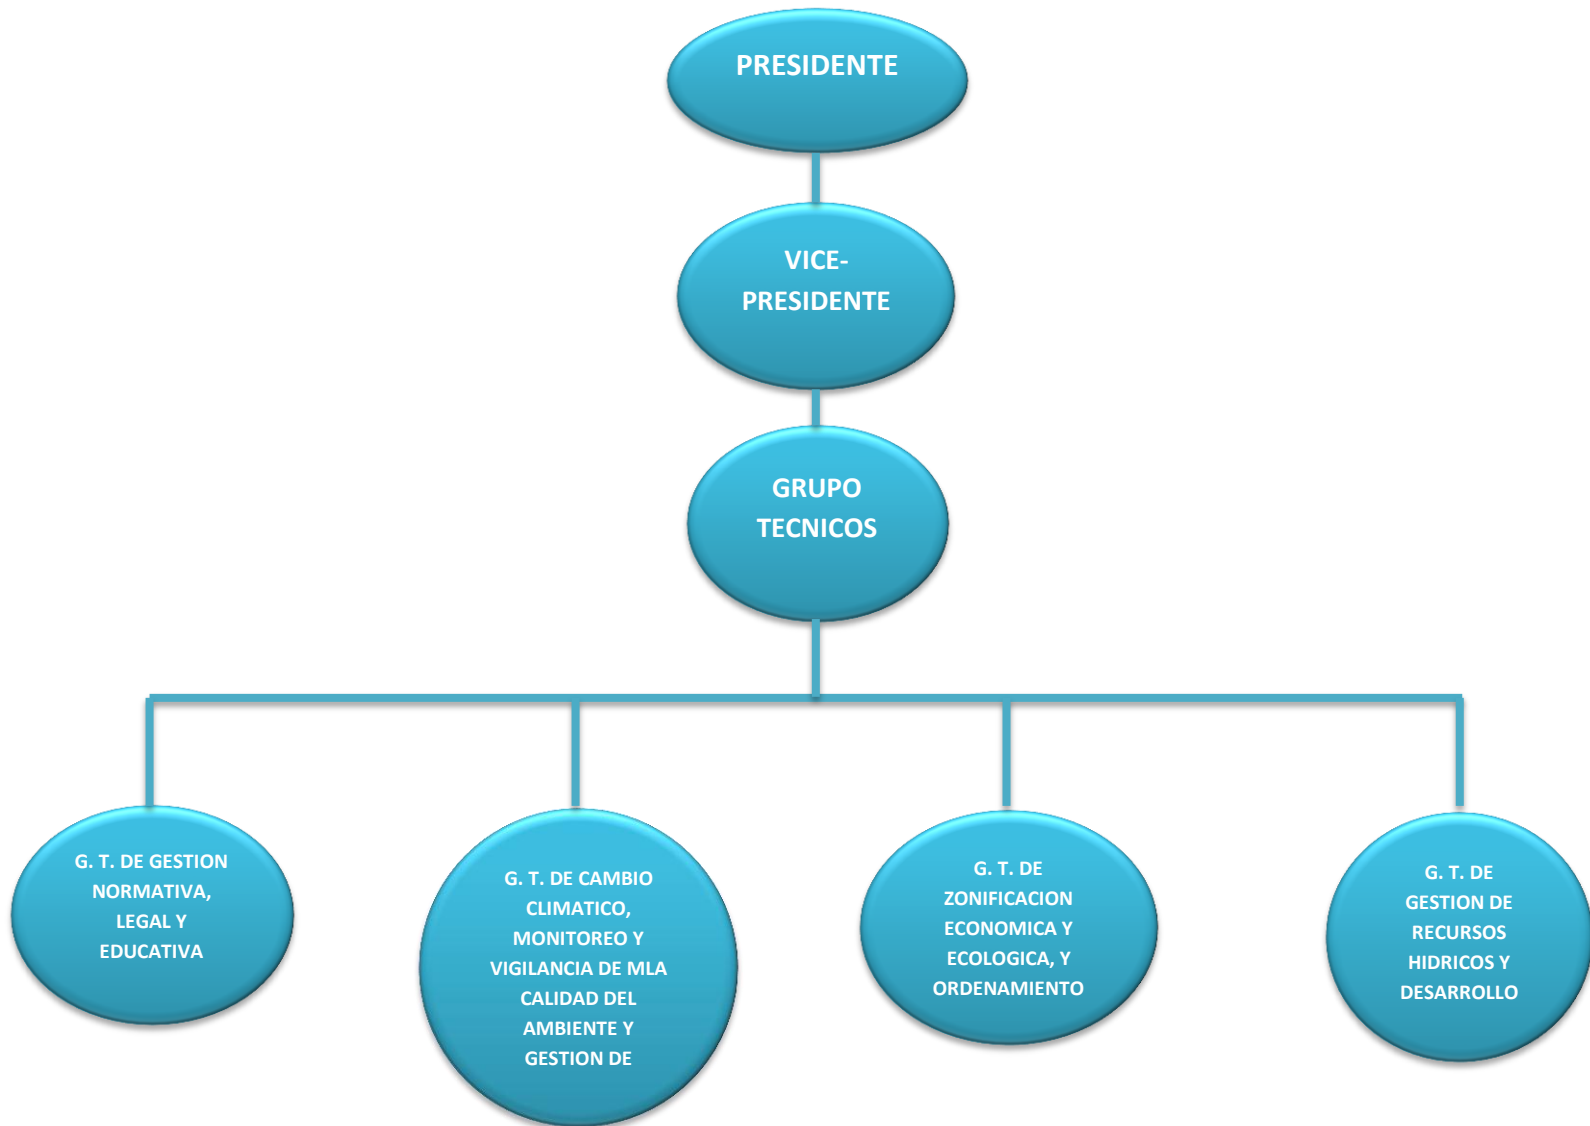 PRESIDENTE
VICE-
PRESIDENTE
GRUPO
TECNICOS
G. T. DE GESTION
NORMATIVA,
LEGAL Y
EDUCATIVA
G. T. DE CAMBIO
CLIMATICO,
MONITOREO Y
VIGILANCIA DE MLA
CALIDAD DEL
AMBIENTE Y
GESTION DE
G. T. DE
ZONIFICACION
ECONOMICA Y
ECOLOGICA, Y
ORDENAMIENTO
G. T. DE
GESTION DE
RECURSOS
HIDRICOS Y
DESARROLLO